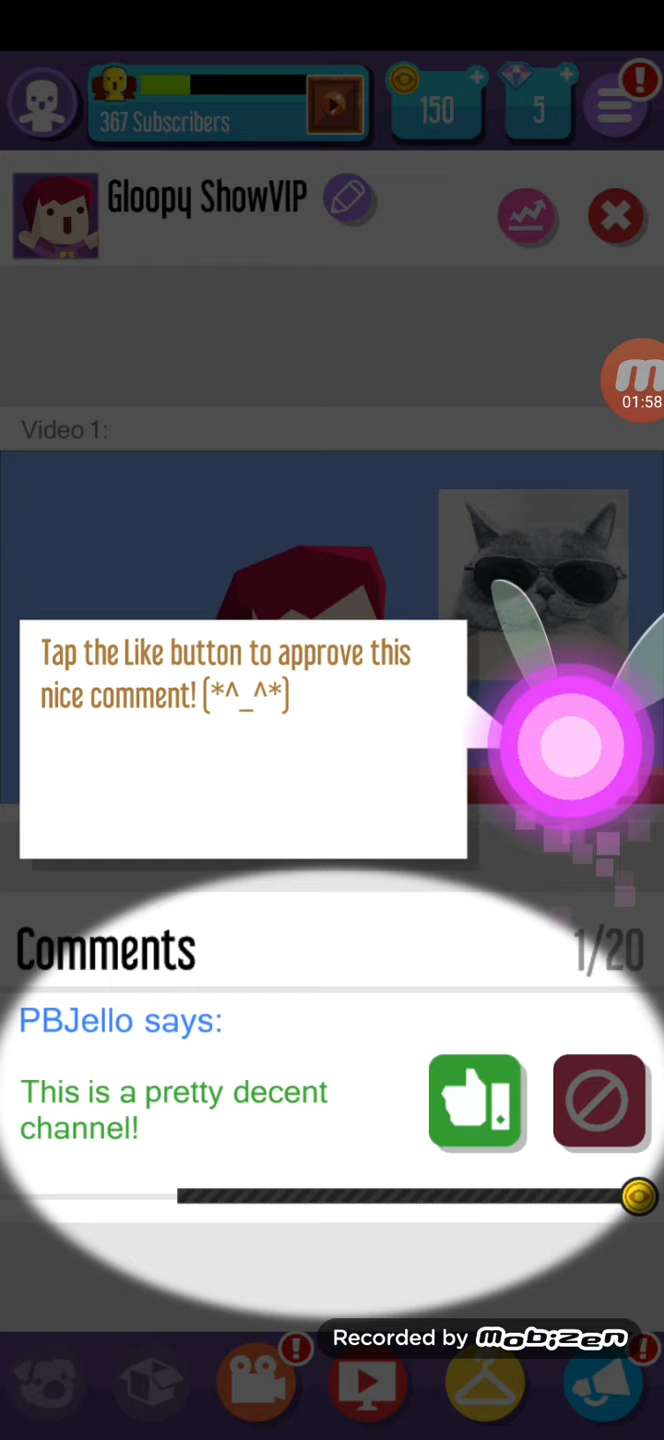 367 Subscribers
150
5
Gloopy ShowVIP
01:58
Video 1:
Tap the Like button to approve this
nice comment! (*^_^*)
Comments
1/20
PBJello says:
This is a pretty decent
channel!
Recorded by mobizen